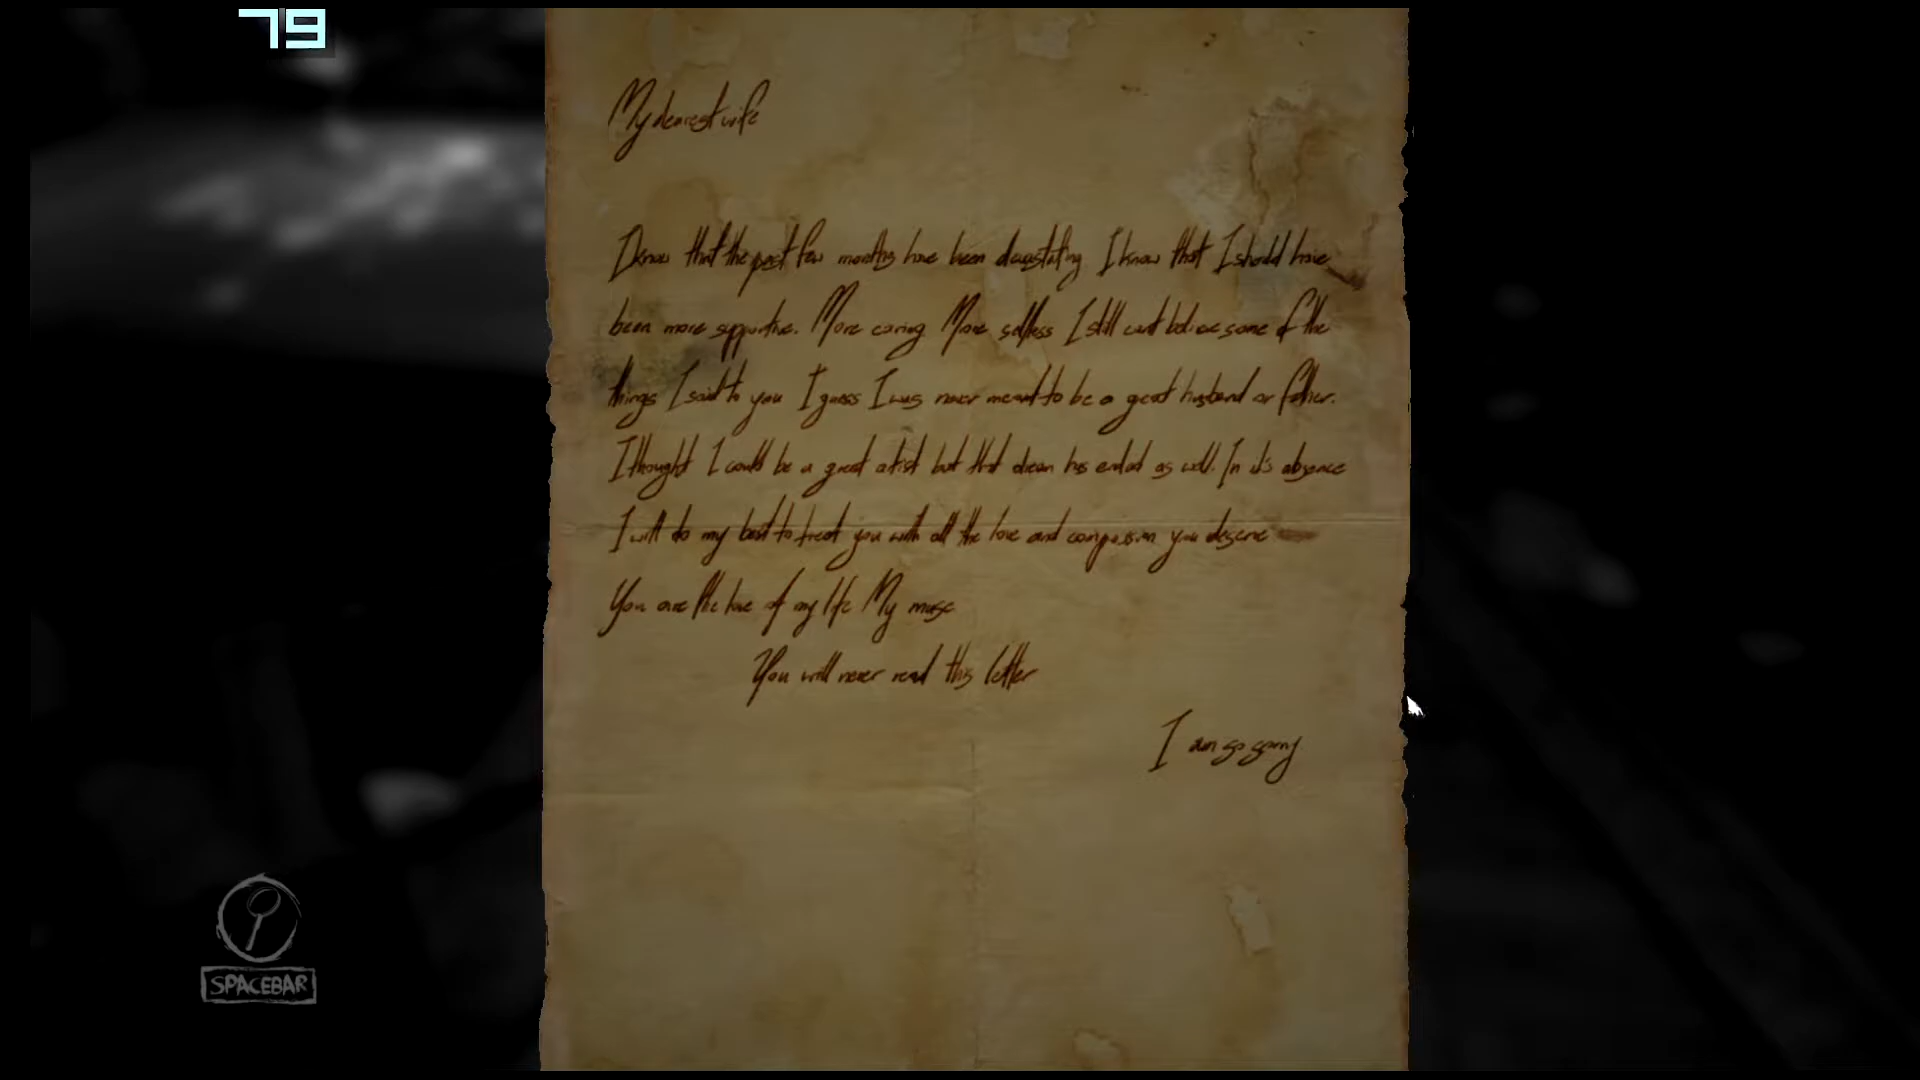 79
My dearest wife
I know that the past few months have been devastating. I know that I should have
been more supportive. More caring. More selfless. I still can't believe some of the
things I said to you. I guess I was never meant to be a great husband or father.
I thought I could be a great artist but that dream has ended as well. In it's absence
I will do my best to treat you with all the love and compassion you deserve
You are the love of my life. My muse
You will never read this letter
I am so sorry
SPACEBAR